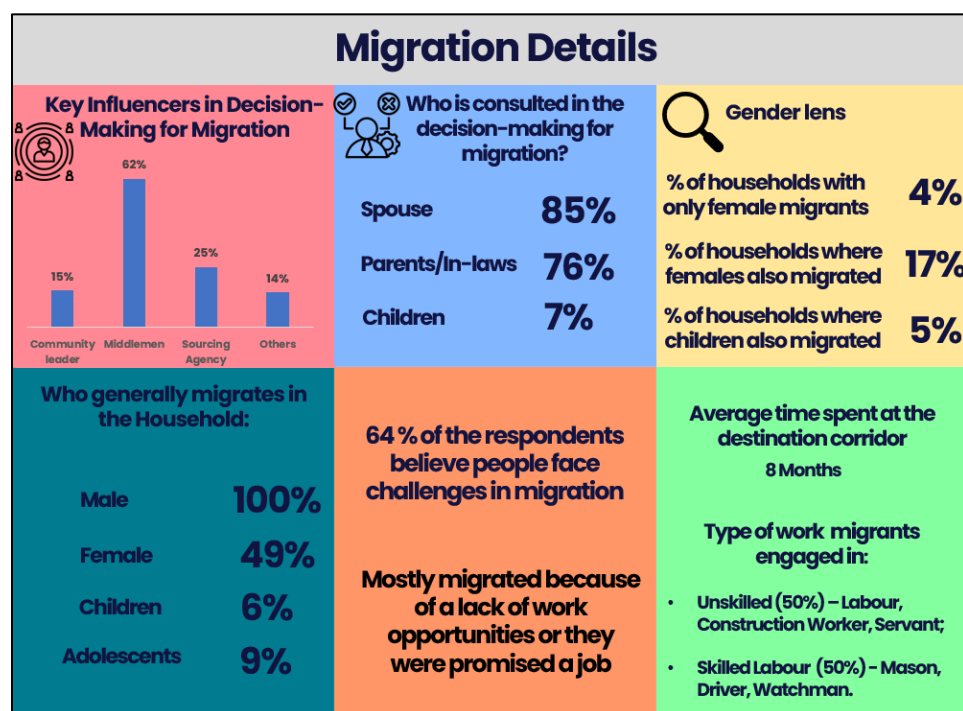 Migration Details
Key Influencers in Decision-
Making for Migration
62%
25%
15%
14%
Community
leader
Middlemen
Sourcing
Agency
Others
Who is consulted in the
decision-making for
migration?
Spouse 85%
Parents/In-laws 76%
Children 7%
Gender lens
% of households with
only female migrants
4%
% of households where
females also migrated
17%
% of households where
children also migrated
5%
Who generally migrates in
the Household:
Male 100%
Female 49%
Children 6%
Adolescents 9%
64 % of the respondents
believe people face
challenges in migration
Mostly migrated because
of a lack of work
opportunities or they
were promised a job
Average time spent at the
destination corridor
8 Months
Type of work migrants
engaged in:
• Unskilled (50%) – Labour,
Construction Worker, Servant;
• Skilled Labour (50%) - Mason,
Driver, Watchman.